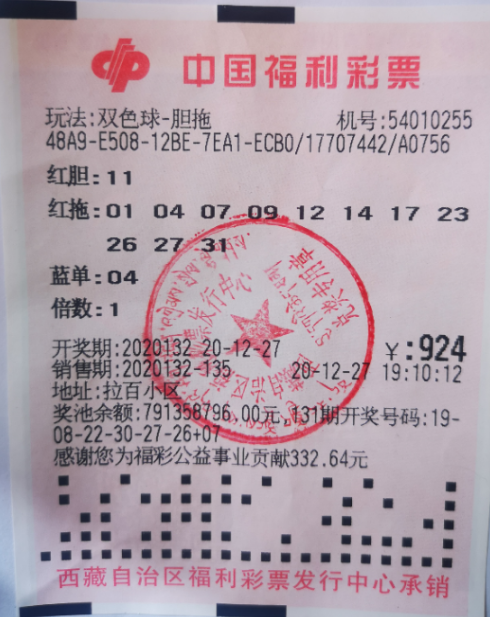 中国福利彩票
玩法:双色球-胆拖 机号:54010255
48A9-E508-12BE-7EA1-ECB0/17707442/A0756
红胆:11
红拖:01 04 07 09 12 14 17 23
26 27 31
蓝单:04
倍数:1
开奖期:2020132 20-12-27 ¥:924
销售期:2020132-135 20-12-27 19:10:12
地址:拉百小区
奖池余额:791358796.00元,131期开奖号码:19-
08-22-30-27-26+07
感谢您为福彩公益事业贡献332.64元
西藏自治区福利彩票发行中心承销
兑奖专用章